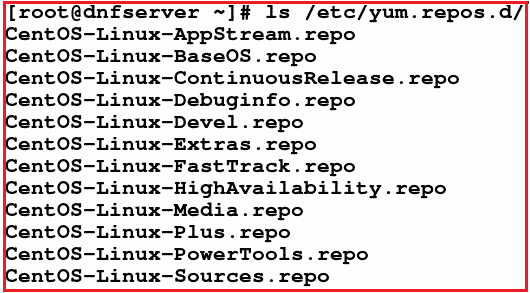 [root@dnfserver ~]# ls /etc/yum.repos.d/
CentOS-Linux-AppStream.repo
CentOS-Linux-BaseOS.repo
CentOS-Linux-ContinuousRelease.repo
CentOS-Linux-Debuginfo.repo
CentOS-Linux-Devel.repo
CentOS-Linux-Extras.repo
CentOS-Linux-FastTrack.repo
CentOS-Linux-HighAvailability.repo
CentOS-Linux-Media.repo
CentOS-Linux-Plus.repo
CentOS-Linux-PowerTools.repo
CentOS-Linux-Sources.repo